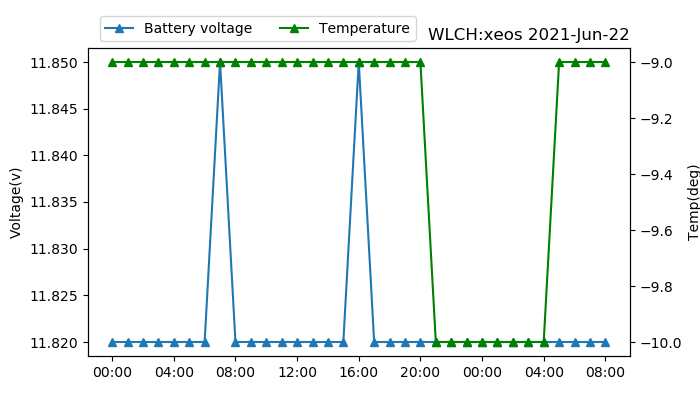 Battery voltage Temperature
WLCH:xeos 2021-Jun-22
11.850
11.845
11.840
11.835
11.830
11.825
11.820
Voltage(v)
−9.0
−9.2
−9.4
−9.6
−9.8
−10.0
Temp(deg)
00:00 04:00 08:00 12:00 16:00 20:00 00:00 04:00 08:00